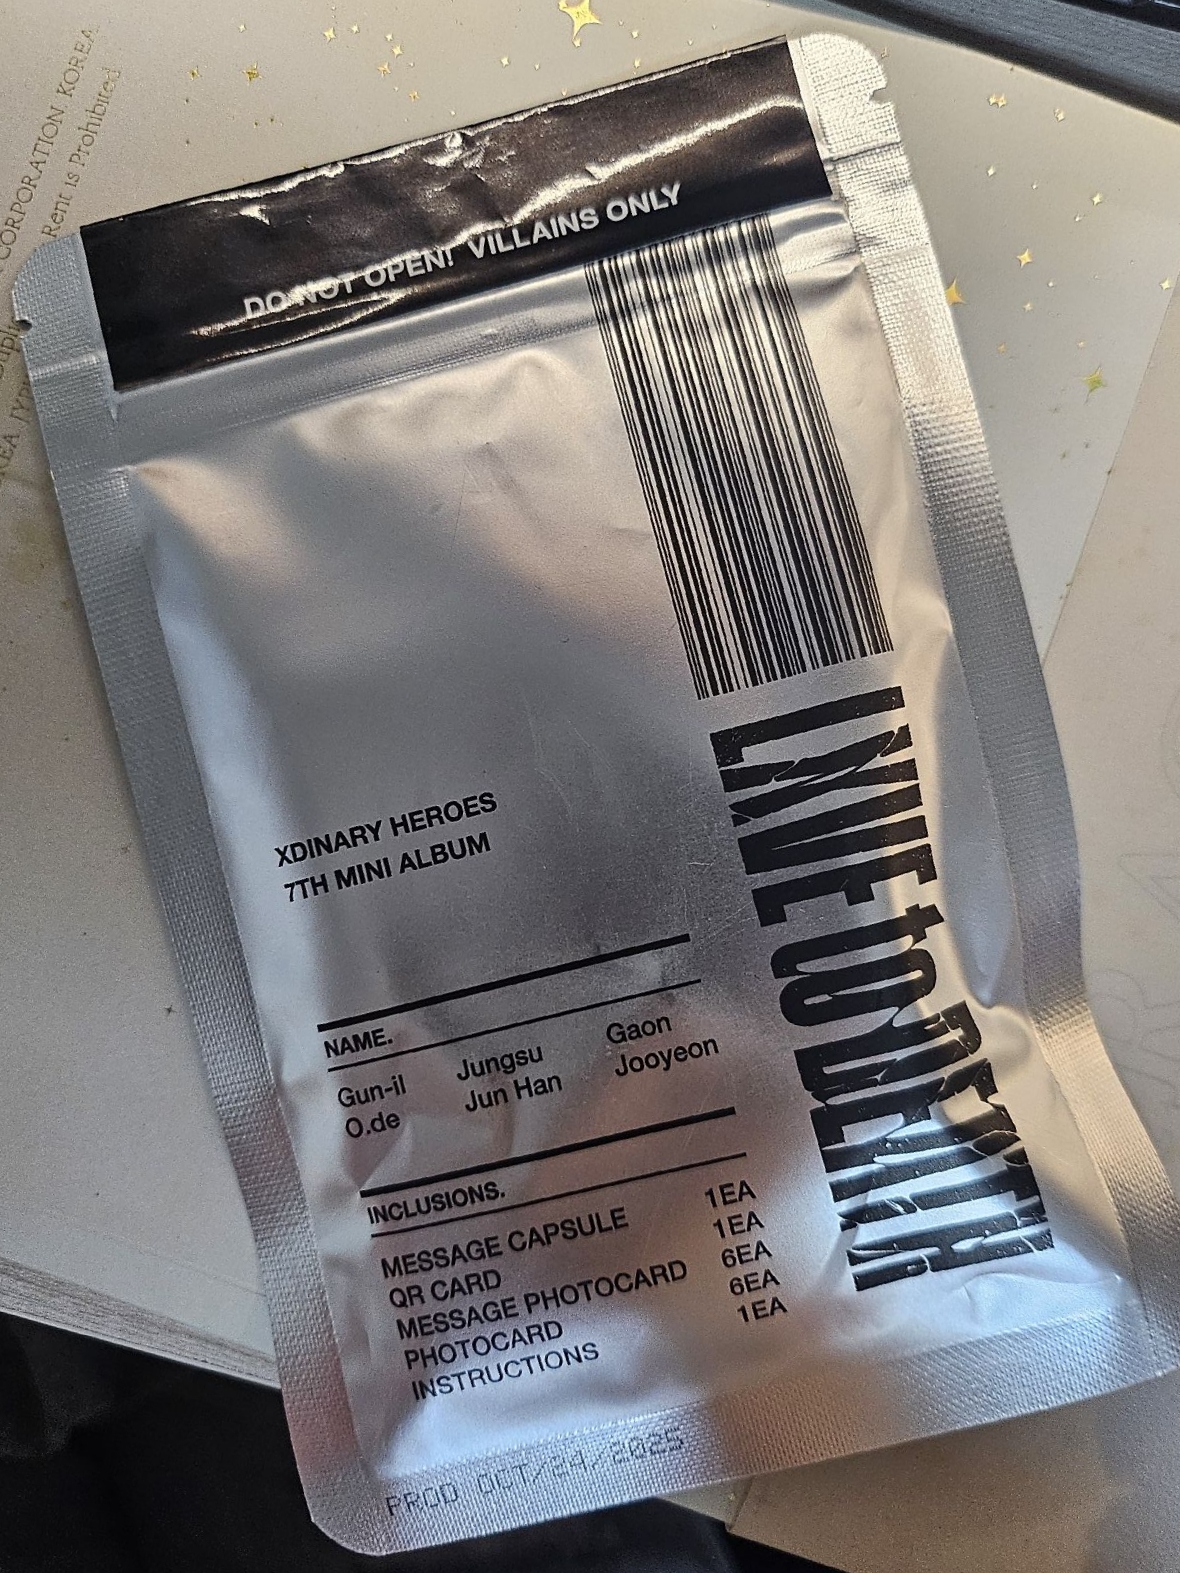 CORPORATION, KOREA
Rent is Prohibited
DO NOT OPEN! VILLAINS ONLY
LXVE to DEATH
XDINARY HEROES
7TH MINI ALBUM
NAME.
Gun-il Jungsu Gaon
O.de Jun Han Jooyeon
INCLUSIONS.
MESSAGE CAPSULE 1EA
QR CARD 1EA
MESSAGE PHOTOCARD 6EA
PHOTOCARD 6EA
INSTRUCTIONS 1EA
PROD OCT/24/2025